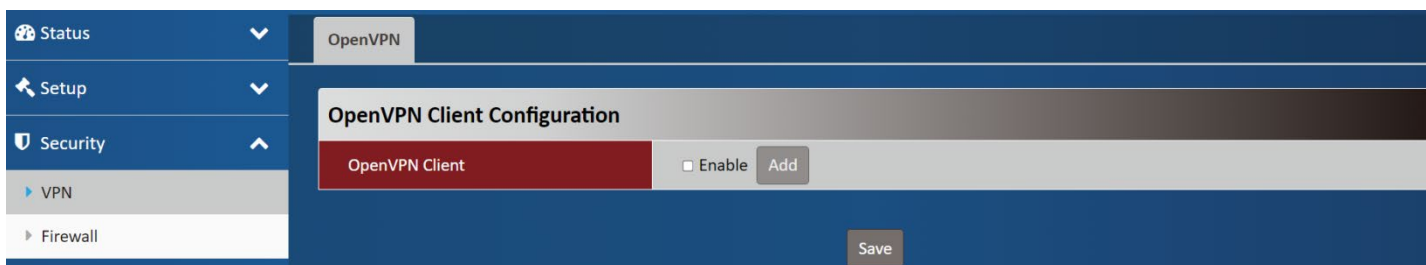 Status
OpenVPN
Setup
OpenVPN Client Configuration
Security
OpenVPN Client
Enable
Add
VPN
Firewall
Save